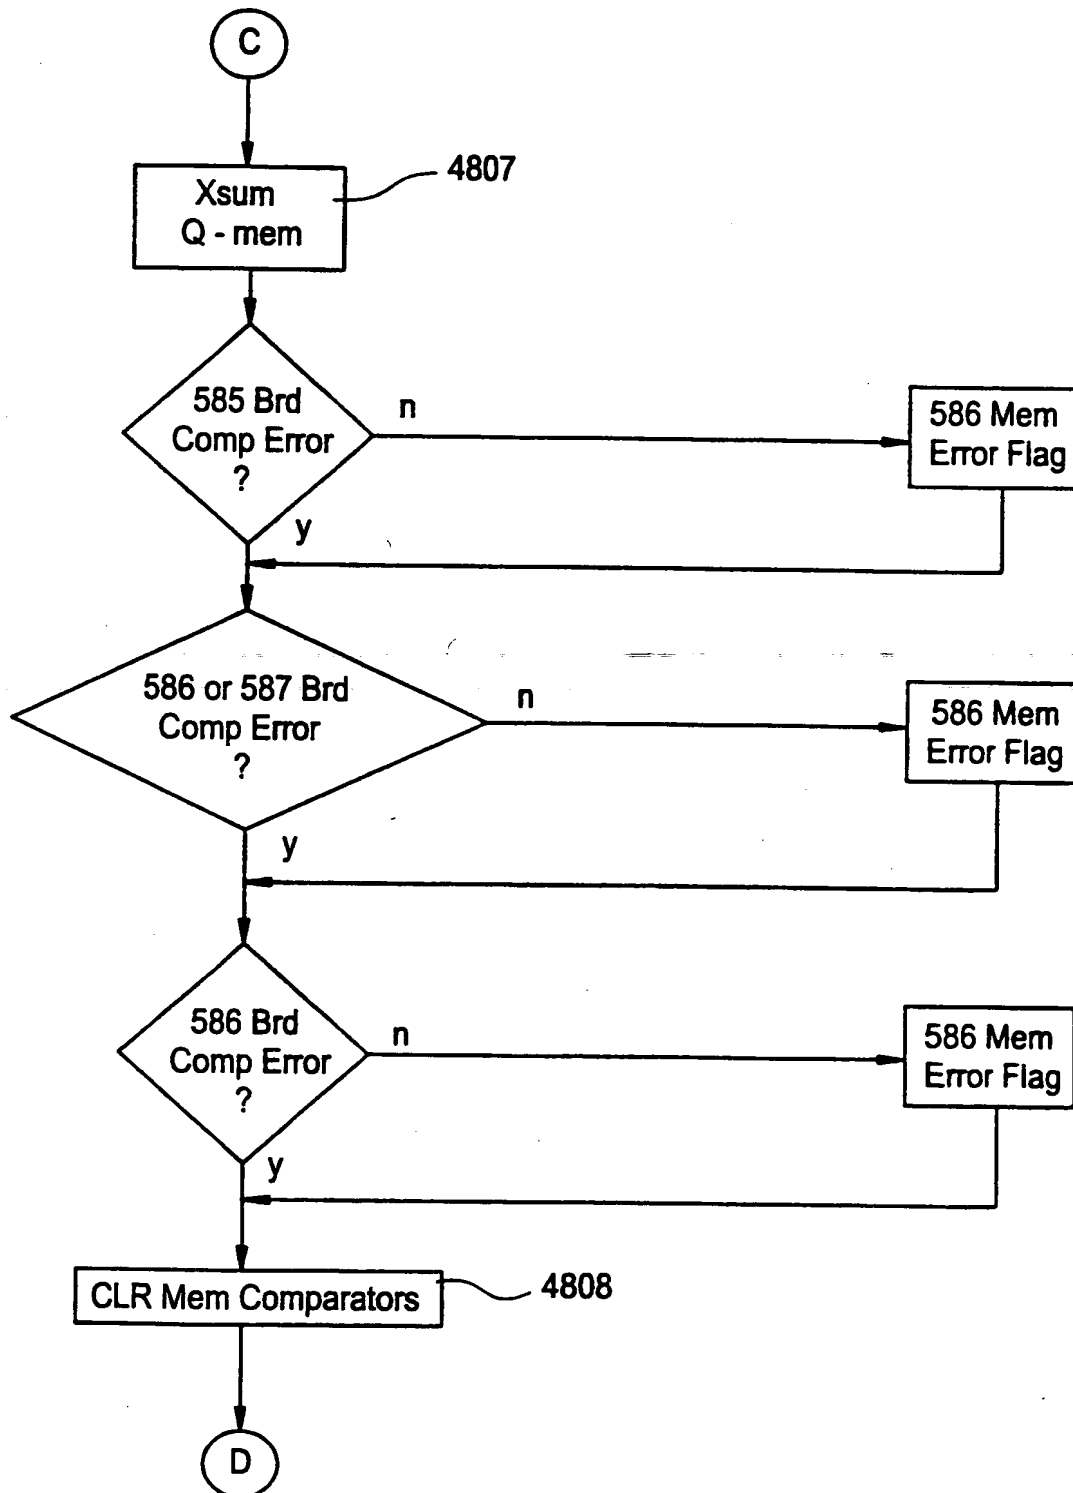 C
4807
Xsum
Q - mem
585 Brd
Comp Error
?
n
y
586 Mem
Error Flag
586 or 587 Brd
Comp Error
?
n
y
586 Mem
Error Flag
586 Brd
Comp Error
?
n
y
586 Mem
Error Flag
CLR Mem Comparators
4808
D